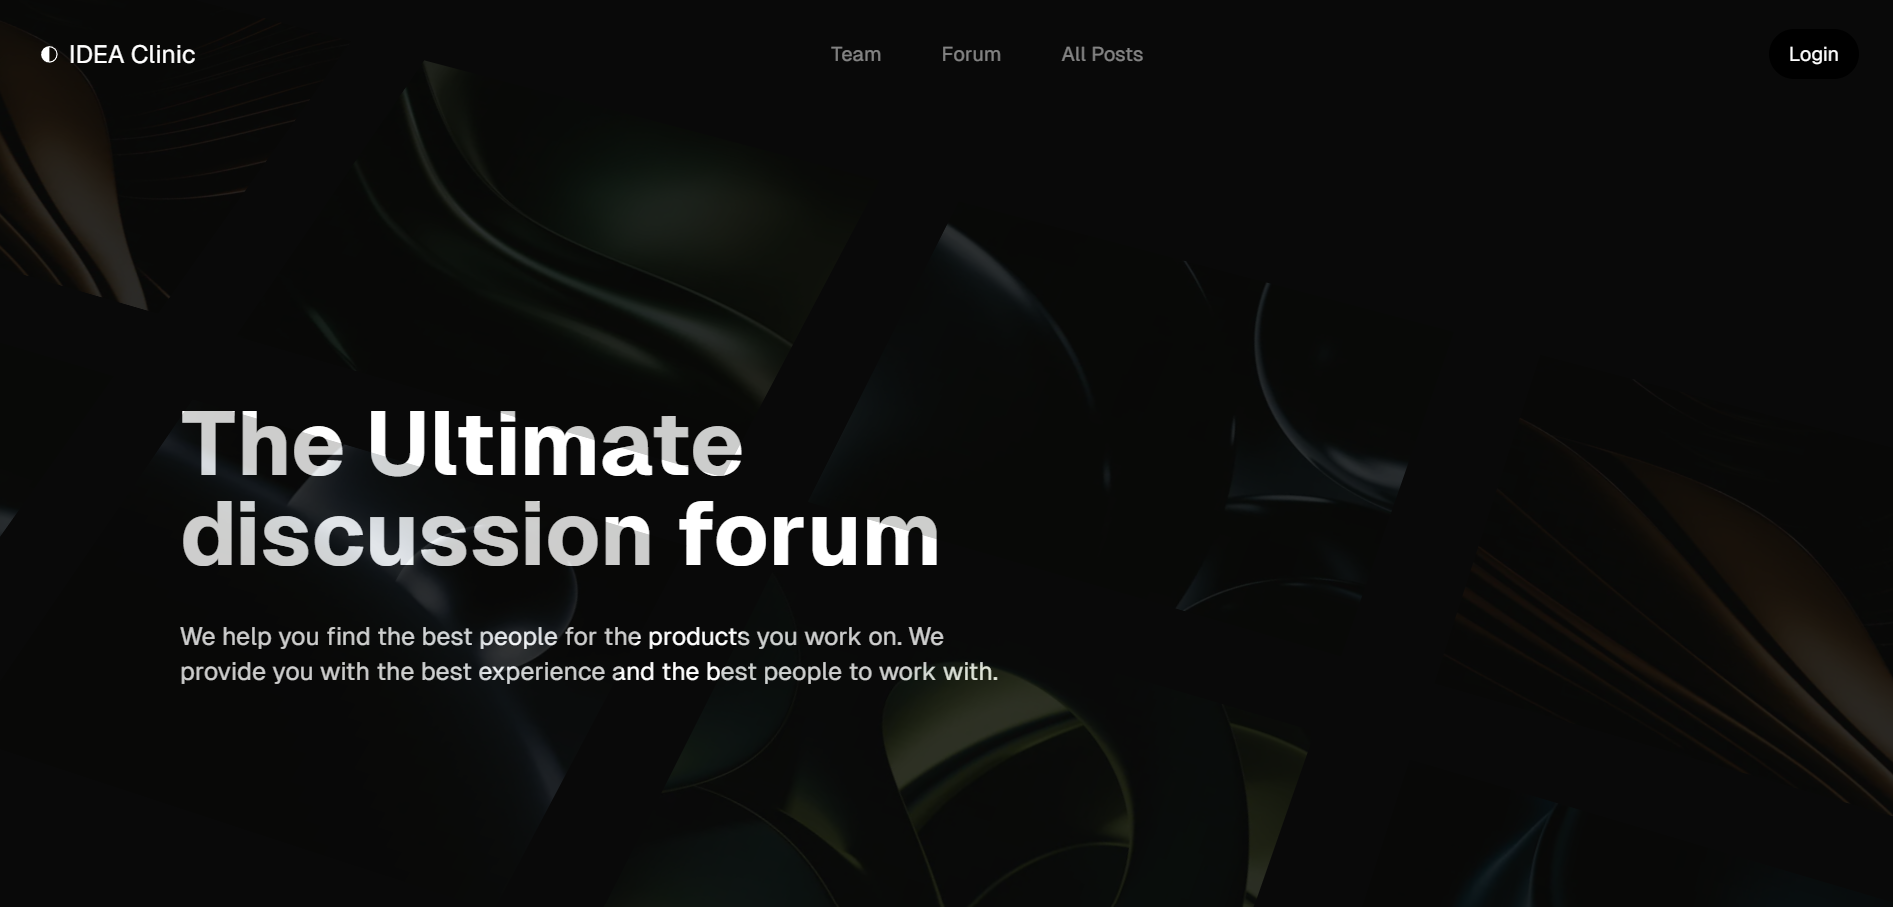 IDEA Clinic
Team
Forum
All Posts
Login
The Ultimate
discussion forum
We help you find the best people for the products you work on. We
provide you with the best experience and the best people to work with.